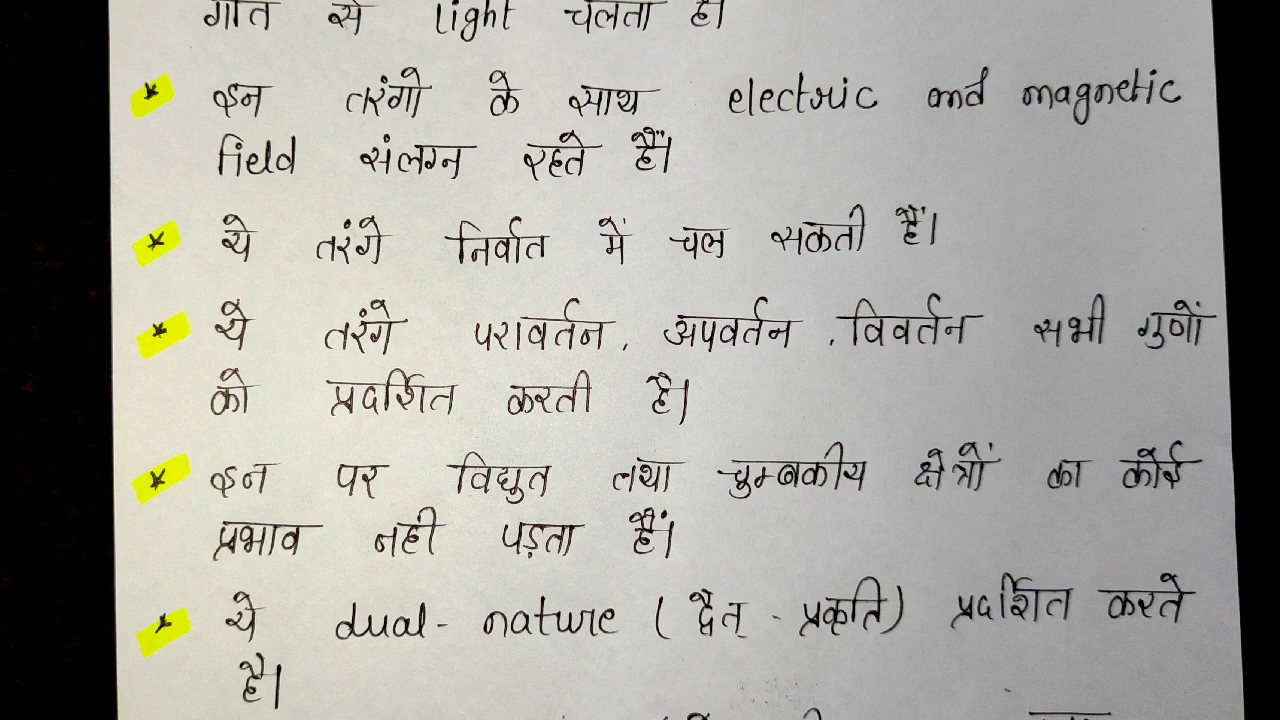 गति से light चलता है।
* इन तरंगो के साथ electric and magnetic
field संलग्न रहते हैं।
* ये तरंगे निर्वात में चल सकती हैं।
* ये तरंगे परावर्तन, अपवर्तन, विवर्तन सभी गुणों
को प्रदर्शित करती है।
* इन पर विद्युत तथा चुम्बकीय क्षेत्रों का कोई
प्रभाव नही पड़ता हैं।
* ये dual-nature (द्वैत्-प्रकृति) प्रदर्शित करते
है।